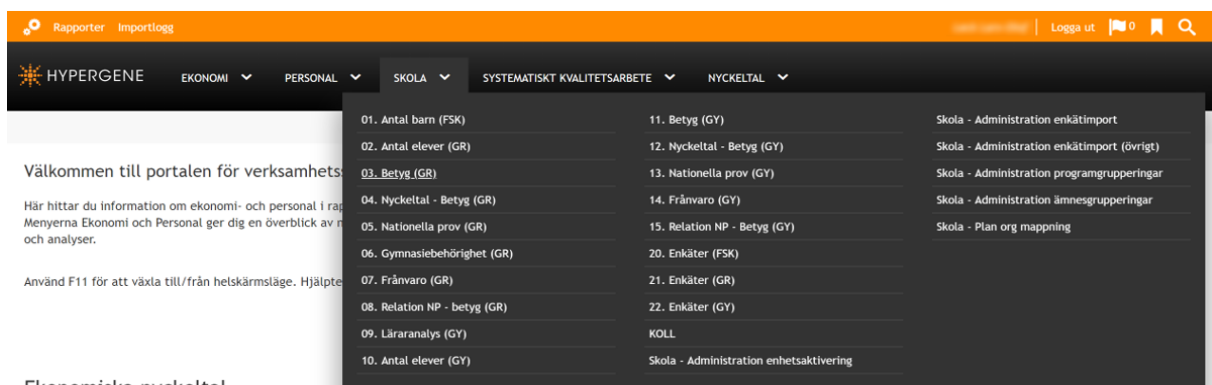 Rapporter Importlogg
Logga ut 0
HYPERGENE EKONOMI PERSONAL SKOLA SYSTEMATISKT KVALITETSARBETE NYCKELTAL
01. Antal barn (FSK)
02. Antal elever (GR)
03. Betyg (GR)
04. Nyckeltal - Betyg (GR)
05. Nationella prov (GR)
06. Gymnasiebehörighet (GR)
07. Frånvaro (GR)
08. Relation NP - betyg (GR)
09. Läraranalys (GY)
10. Antal elever (GY)
11. Betyg (GY)
12. Nyckeltal - Betyg (GY)
13. Nationella prov (GY)
14. Frånvaro (GY)
15. Relation NP - Betyg (GY)
20. Enkäter (FSK)
21. Enkäter (GR)
22. Enkäter (GY)
KOLL
Skola - Administration enhetsaktivering
Skola - Administration enkätimport
Skola - Administration enkätimport (övrigt)
Skola - Administration programgrupperingar
Skola - Administration ämnesgrupperingar
Skola - Plan org mappning
Välkommen till portalen för verksamhets
Här hittar du information om ekonomi- och personal i rap
Menyerna Ekonomi och Personal ger dig en överblick av
och analyser.
Använd F11 för att växla till/från helskärmsläge. Hjälpte